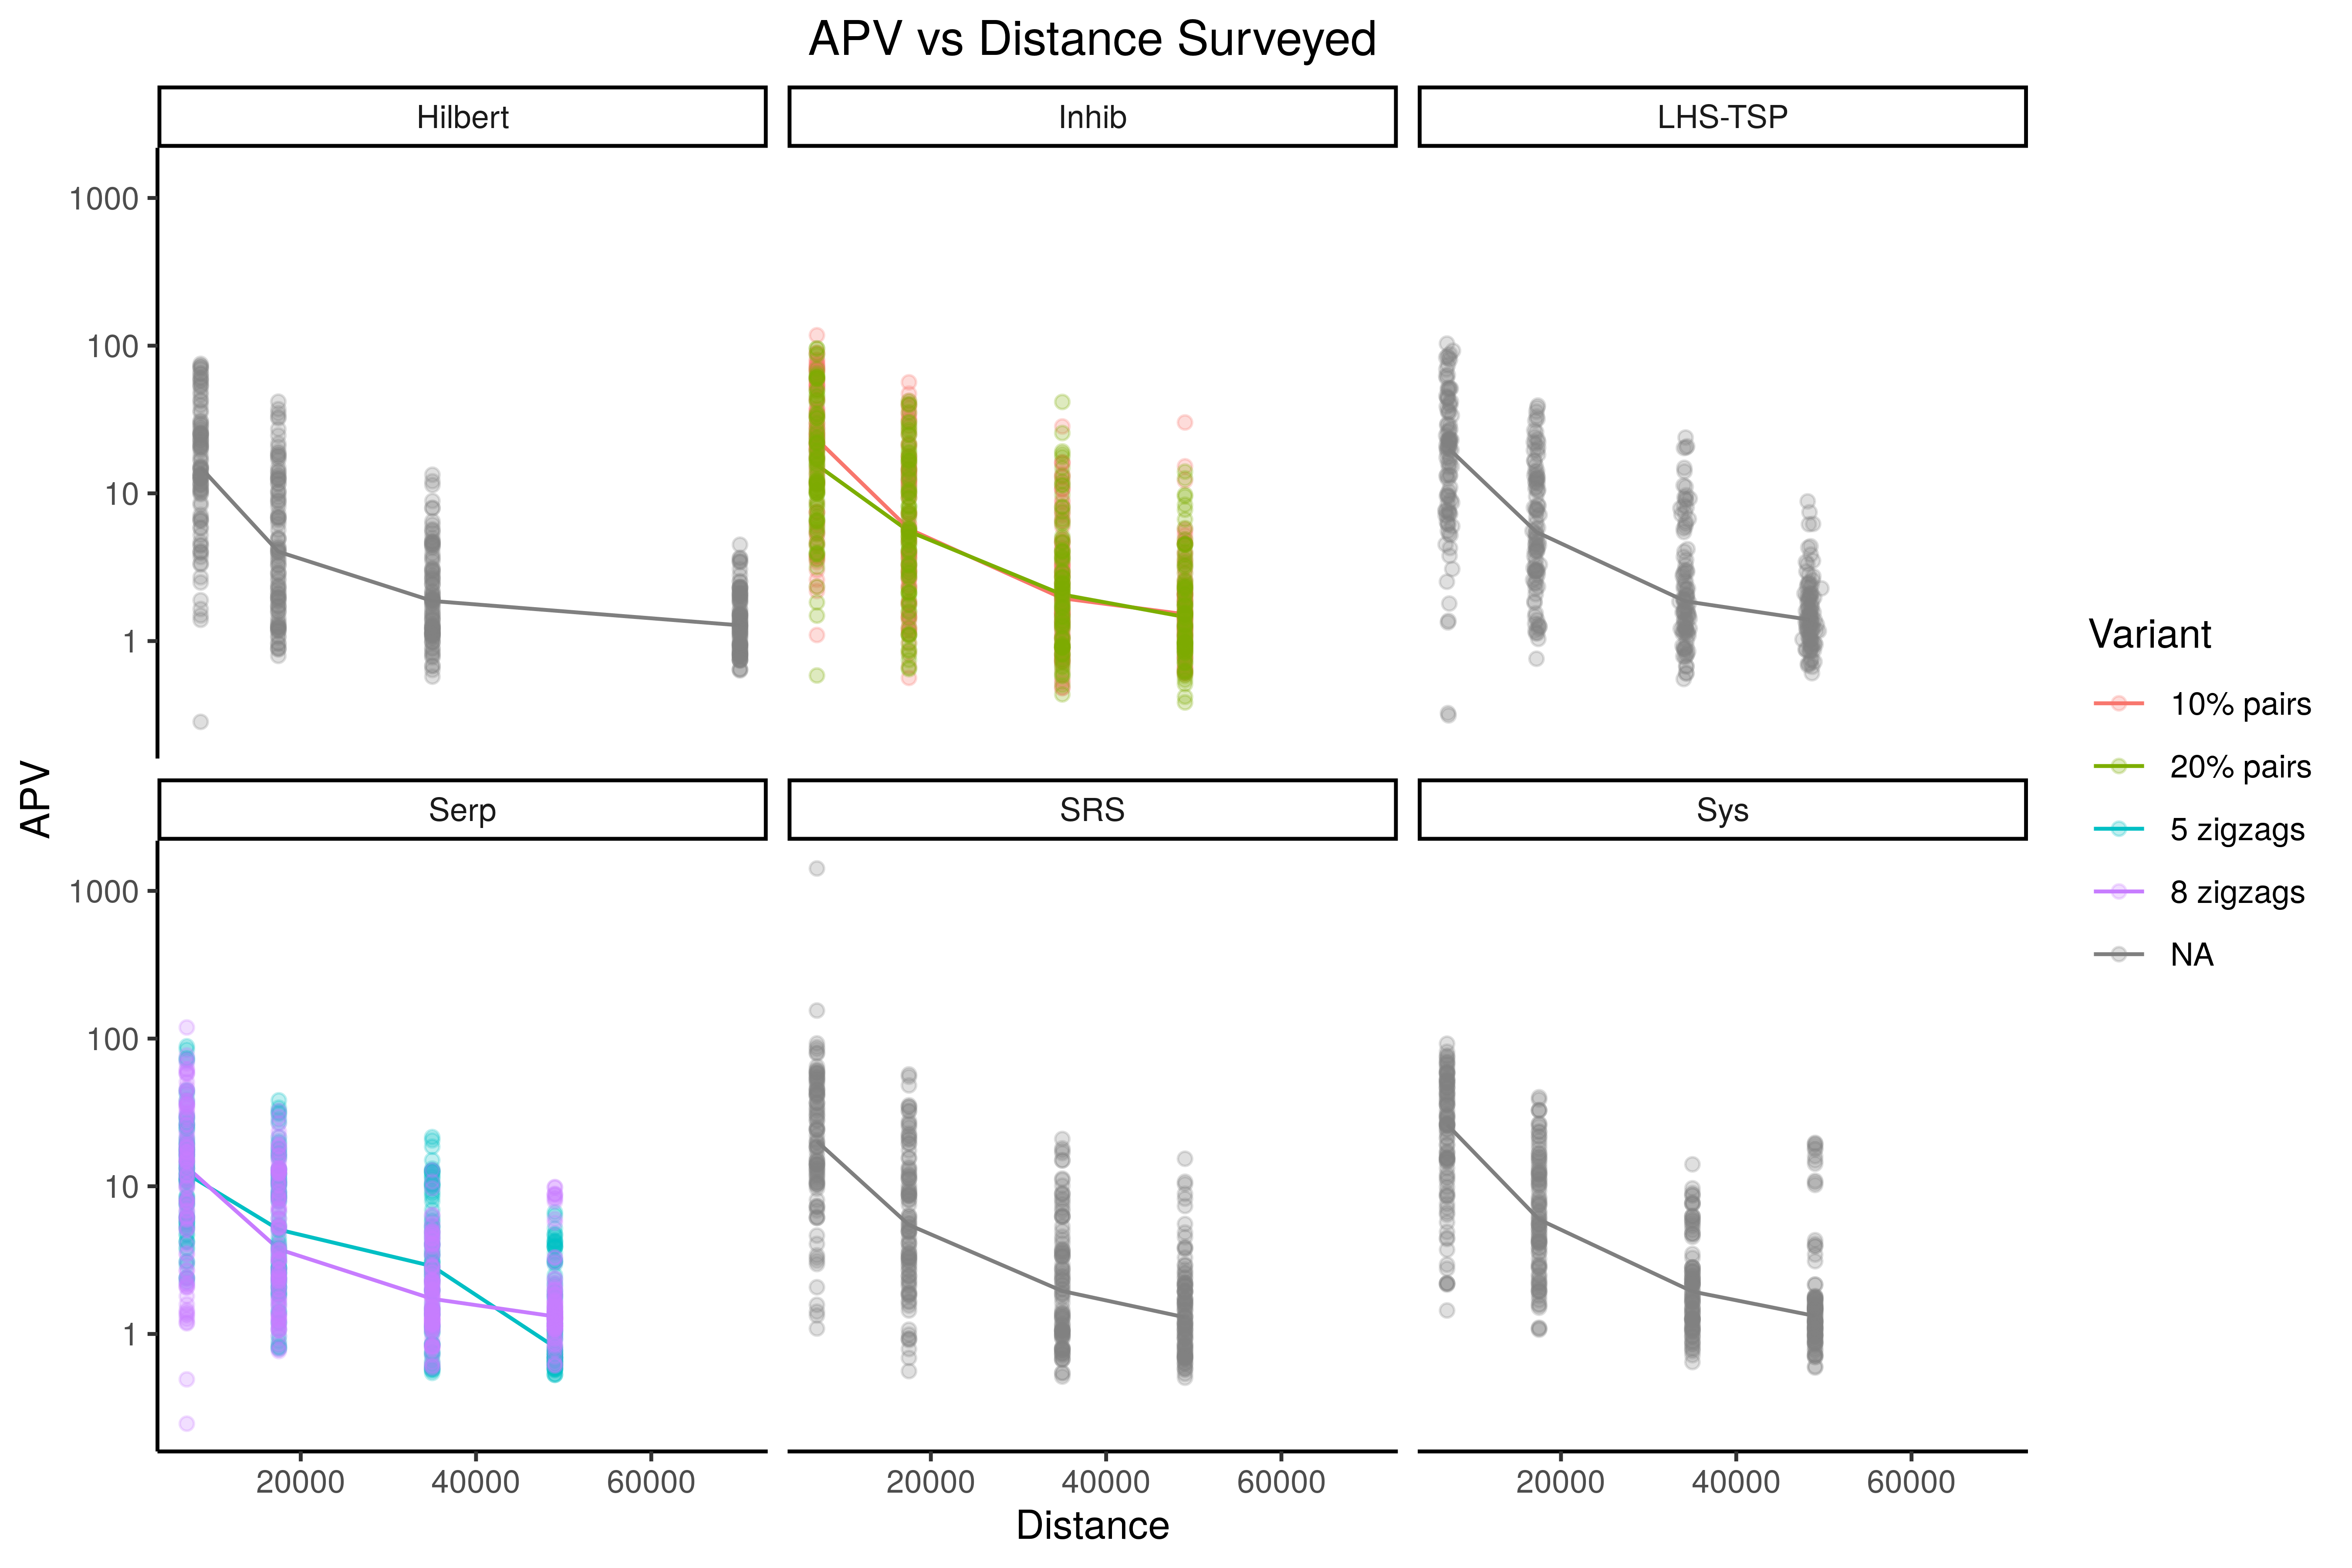 APV vs Distance Surveyed
Hilbert
Inhib
LHS-TSP
1000
100
10
1
APV
Serp
SRS
Sys
1000
100
10
1
20000 40000 60000
20000 40000 60000
20000 40000 60000
Distance
Variant
10% pairs
20% pairs
5 zigzags
8 zigzags
NA